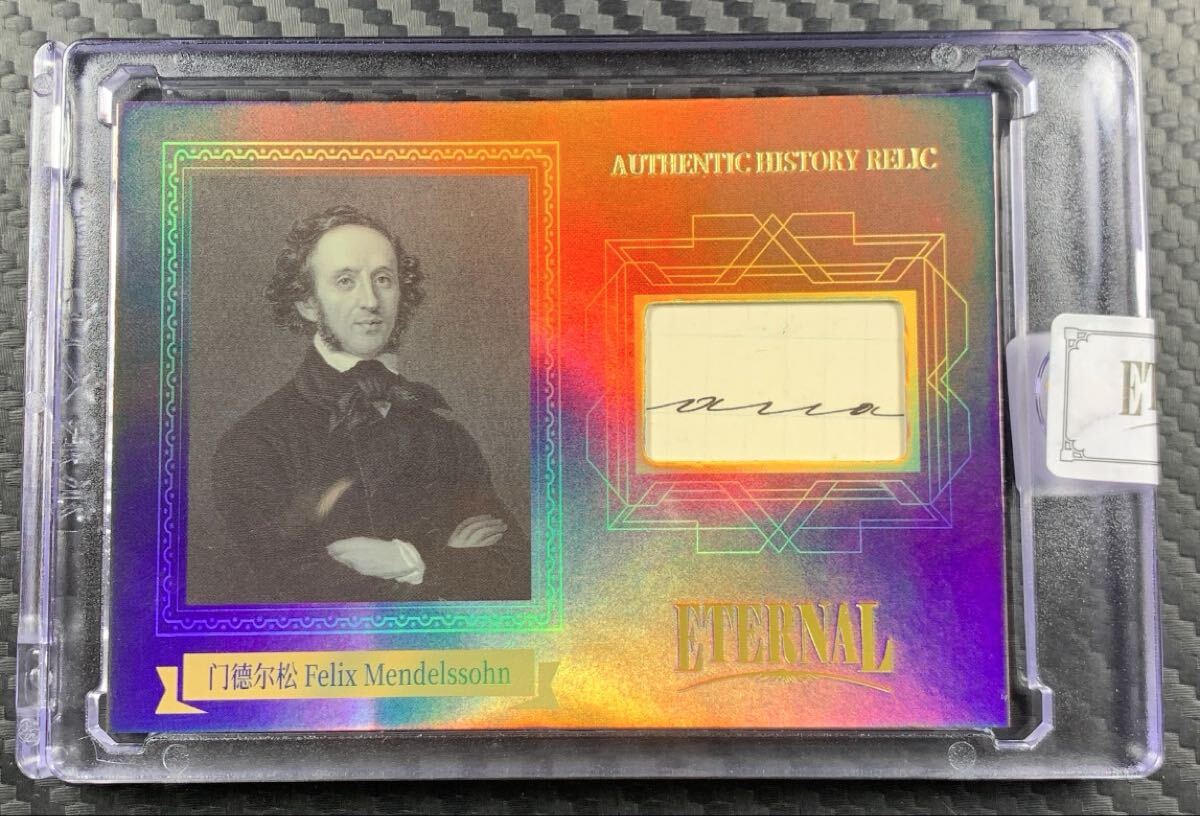 AUTHENTIC HISTORY RELIC
ETERNAL
门德尔松 Felix Mendelssohn